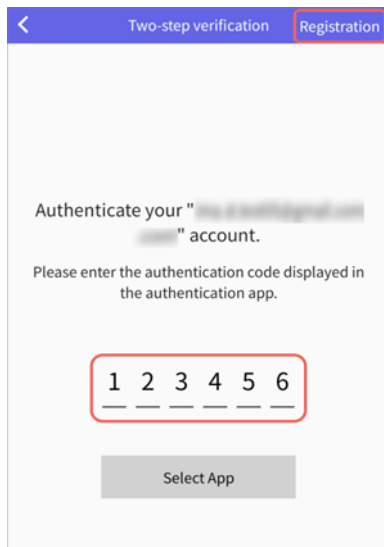 Two-step verification Registration
Authenticate your "
" account.
Please enter the authentication code displayed in
the authentication app.
1 2 3 4 5 6
Select App